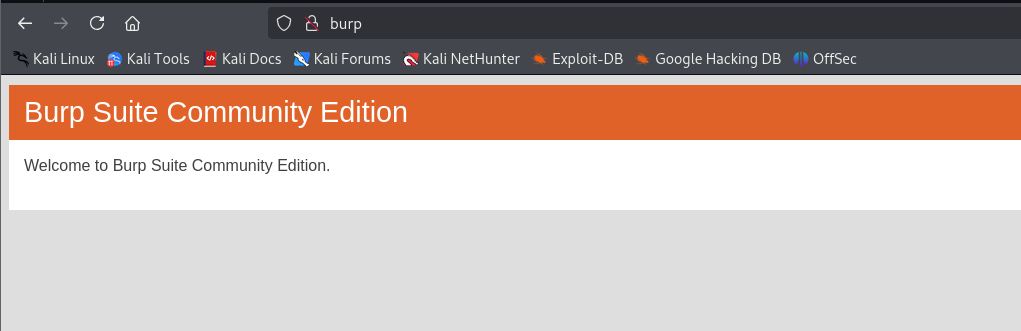 burp
Kali Linux Kali Tools Kali Docs Kali Forums Kali NetHunter Exploit-DB Google Hacking DB OffSec
Burp Suite Community Edition
Welcome to Burp Suite Community Edition.